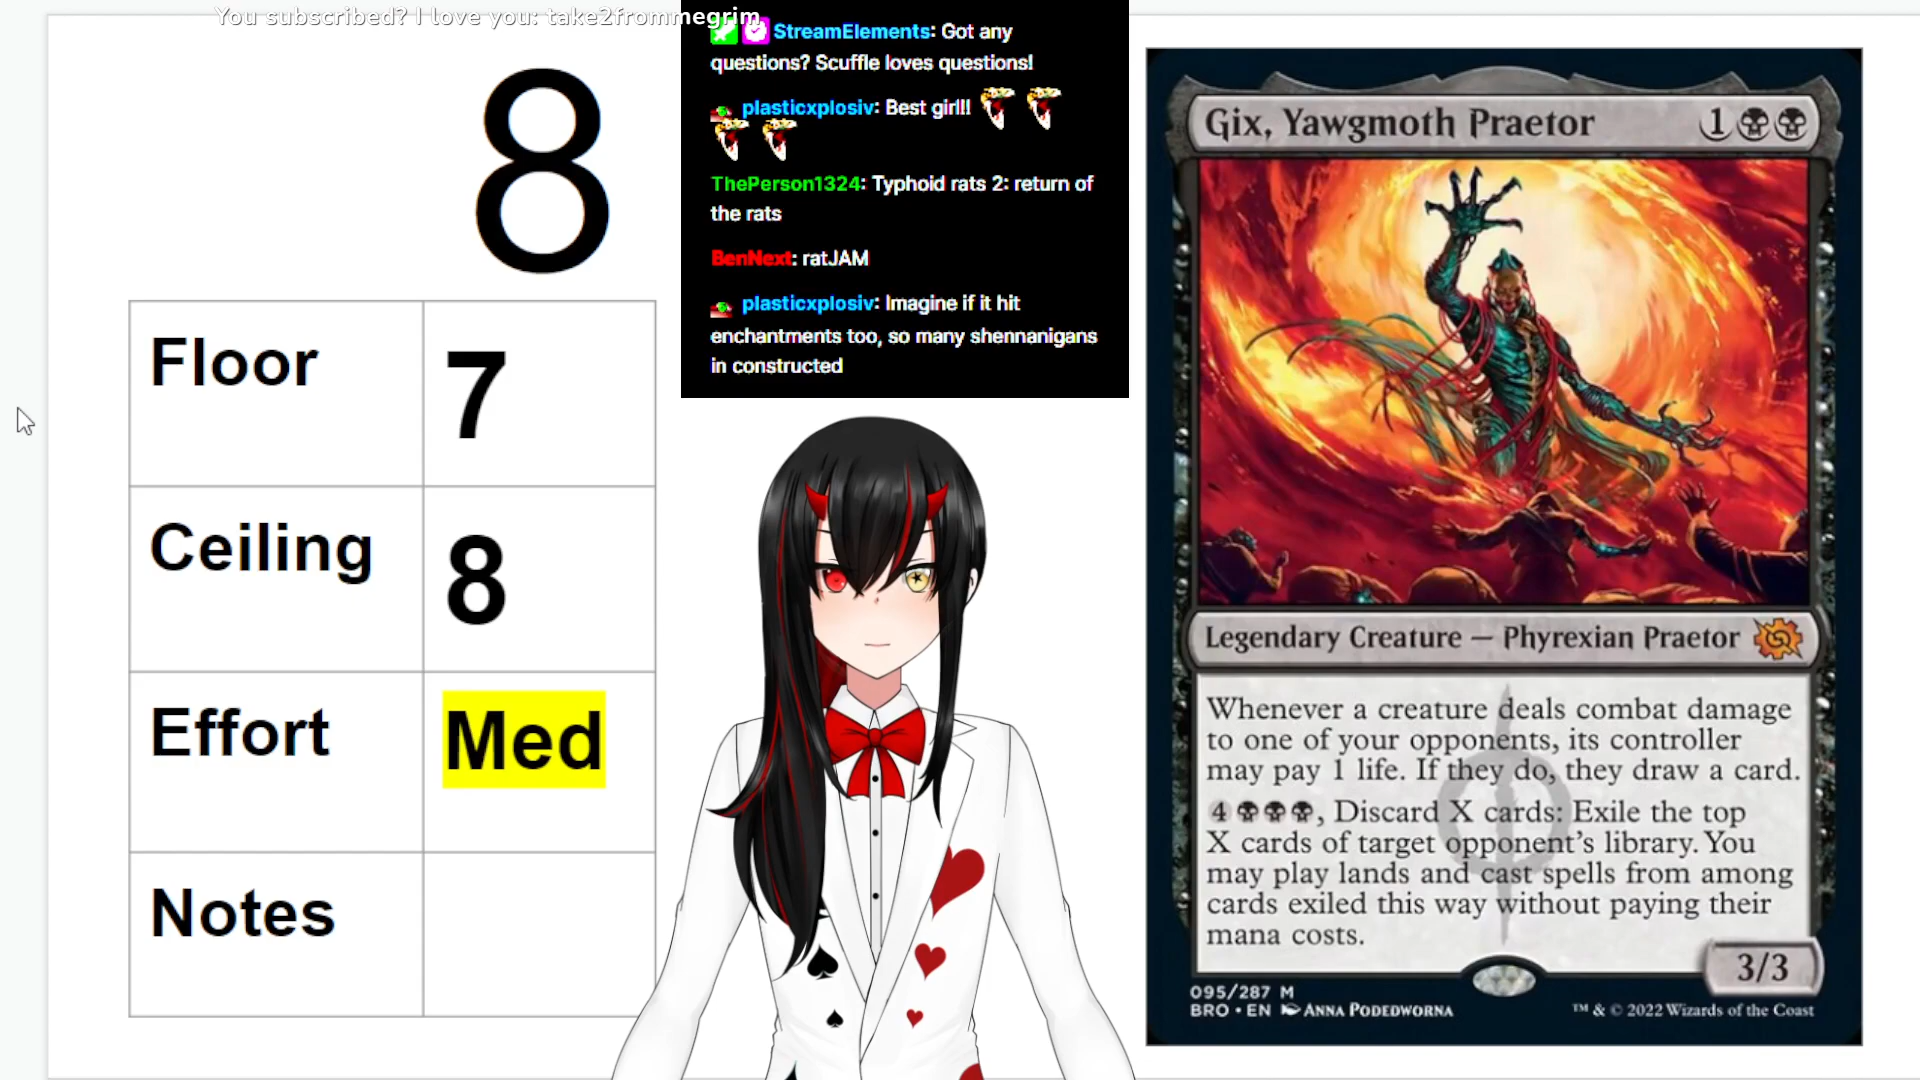 You subscribed? I love you: take2frommegrim
8
Floor 7
Ceiling 8
Effort Med
Notes
StreamElements: Got any
questions? Scuffle loves questions!
plasticxplosiv: Best girl!!
ThePerson1324: Typhoid rats 2: return of
the rats
BenNext: ratJAM
plasticxplosiv: Imagine if it hit
enchantments too, so many shennanigans
in constructed
Gix, Yawgmoth Praetor 1
Legendary Creature — Phyrexian Praetor
Whenever a creature deals combat damage
to one of your opponents, its controller
may pay 1 life. If they do, they draw a card.
4, Discard X cards: Exile the top
X cards of target opponent's library. You
may play lands and cast spells from among
cards exiled this way without paying their
mana costs.
3/3
095/287 M
BRO • EN ANNA PODEDWORNA
™ & © 2022 Wizards of the Coast